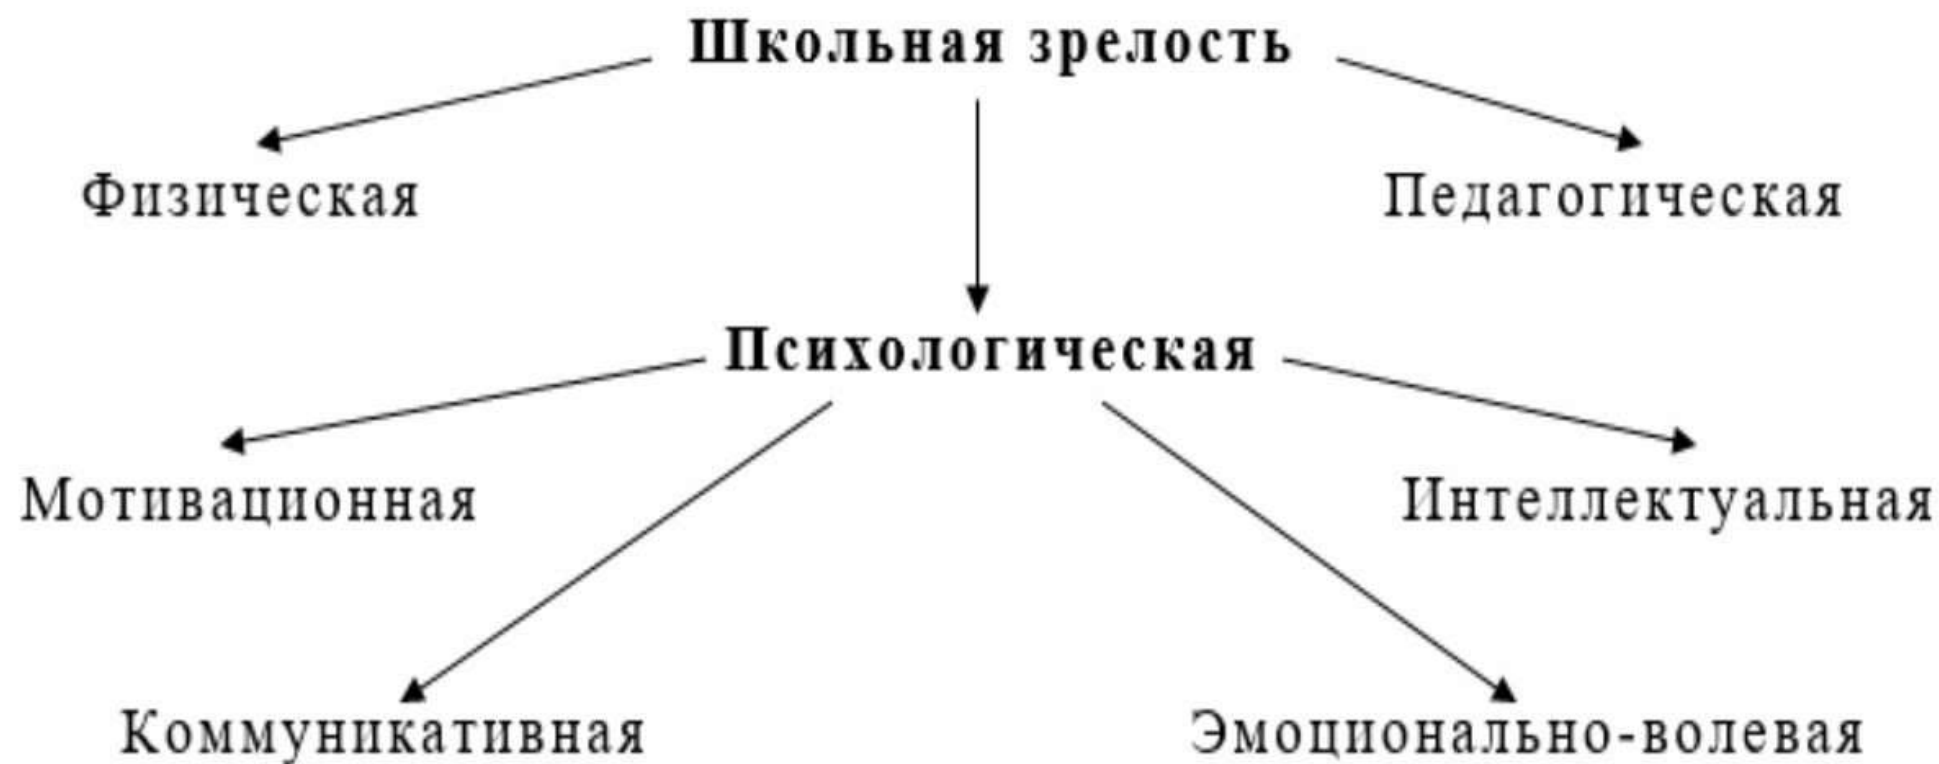 Школьная зрелость
Физическая
Педагогическая
Психологическая
Мотивационная
Интеллектуальная
Коммуникативная
Эмоционально-волевая